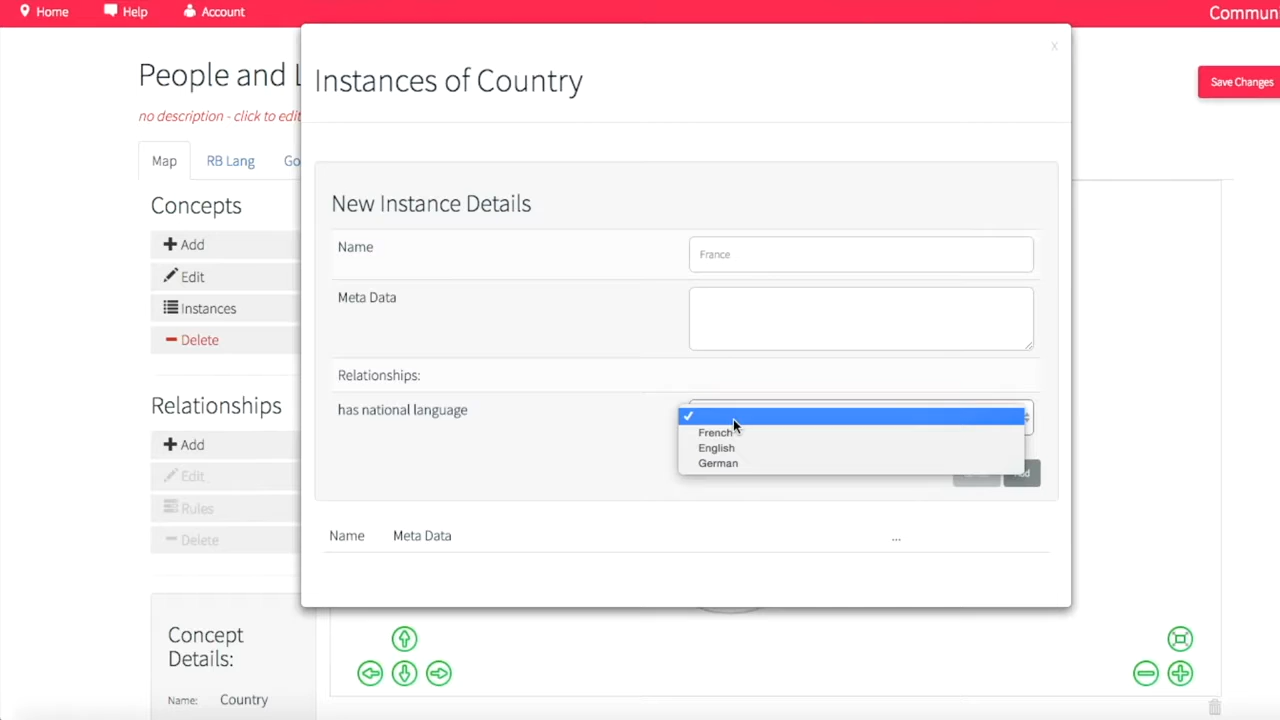 Home Help Account
Communi
People and L
Instances of Country
x
Save Changes
no description - click to edit
Map RB Lang Go
Concepts
Add
Edit
Instances
Delete
Relationships
Add
Edit
Rules
Delete
Concept
Details:
Name: Country
New Instance Details
Name France
Meta Data
Relationships:
has national language
French
English
German
Name Meta Data ...